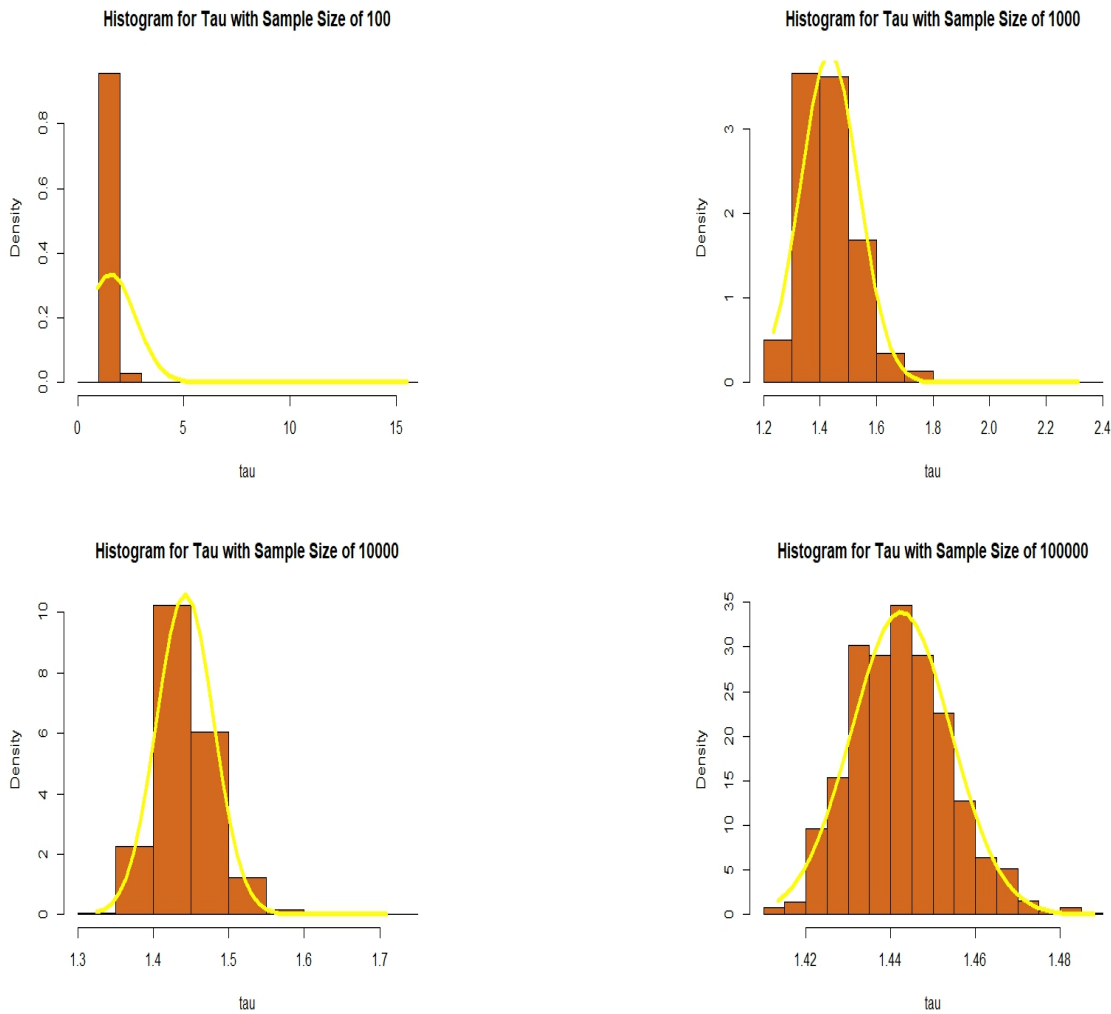 Histogram for Tau with Sample Size of 100
Density
0.0 0.2 0.4 0.6 0.8
0 5 10 15
tau
Histogram for Tau with Sample Size of 1000
Density
0 1 2 3
1.2 1.4 1.6 1.8 2.0 2.2 2.4
tau
Histogram for Tau with Sample Size of 10000
Density
0 2 4 6 8 10
1.3 1.4 1.5 1.6 1.7
tau
Histogram for Tau with Sample Size of 100000
Density
0 5 10 15 20 25 30 35
1.42 1.44 1.46 1.48
tau